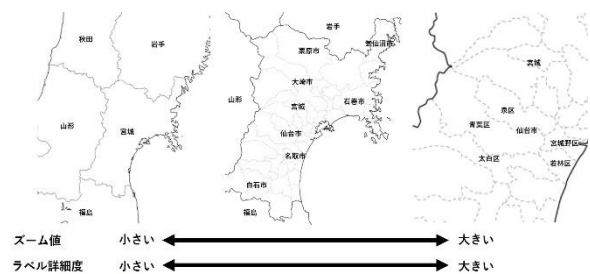 秋田
岩手
山形
宮城
福島
岩手
気仙沼市
栗原市
大崎市
山形
宮城
石巻市
仙台市
名取市
白石市
福島
宮城
泉区
青葉区
仙台市
宮城野区
太白区
若林区
ズーム値 小さい 大きい
ラベル詳細度 小さい 大きい